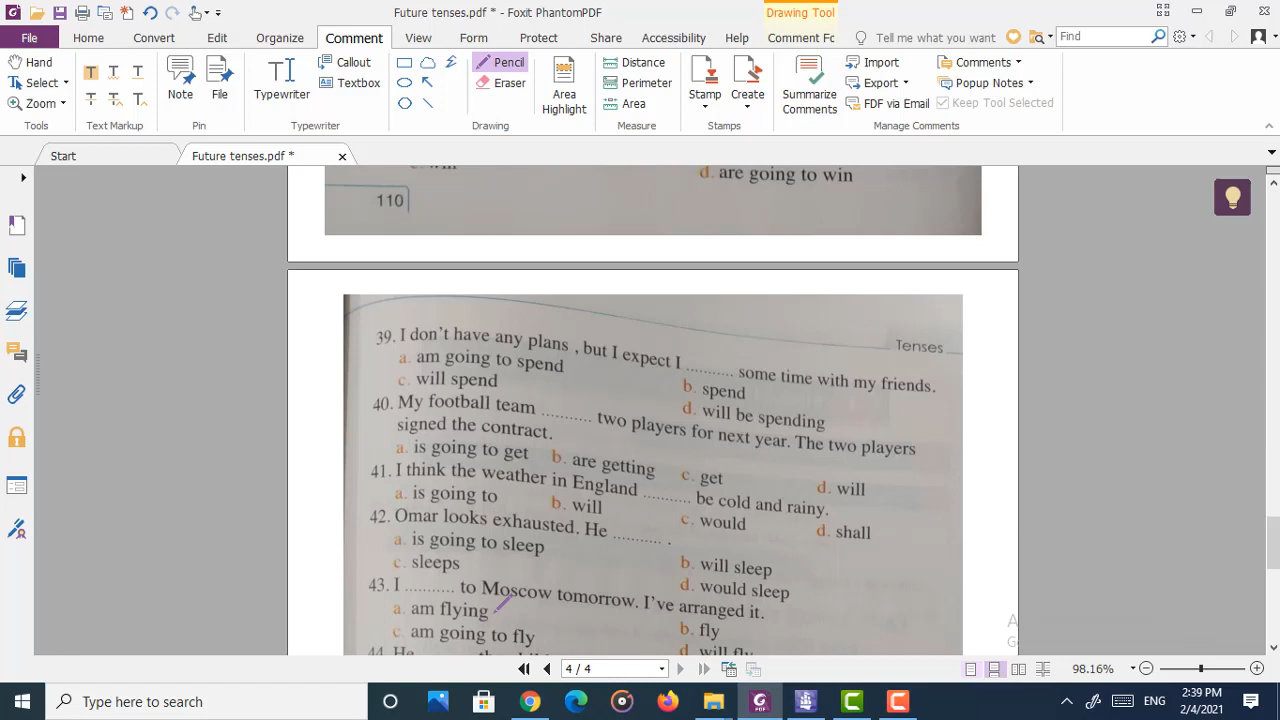 Future tenses.pdf * - Foxit PhantomPDF
Drawing Tool
File Home Convert Edit Organize Comment View Form Protect Share Accessibility Help Comment Fc Tell me what you want Find
Hand
Select
Zoom
Tools
Text Markup
Note
File
Pin
Typewriter
Callout
Textbox
Typewriter
Pencil
Eraser
Area
Highlight
Drawing
Distance
Perimeter
Area
Measure
Stamp
Create
Stamps
Summarize
Comments
Import
Export
FDF via Email
Comments
Popup Notes
Keep Tool Selected
Manage Comments
Start
Future tenses.pdf *
d. are going to win
110
Tenses
39. I don't have any plans , but I expect I .......... some time with my friends.
a. am going to spend b. spend
c. will spend d. will be spending
40. My football team .......... two players for next year. The two players
signed the contract.
a. is going to get b. are getting c. get d. will
41. I think the weather in England .......... be cold and rainy.
a. is going to b. will c. would d. shall
42. Omar looks exhausted. He .......... .
a. is going to sleep b. will sleep
c. sleeps d. would sleep
43. I .......... to Moscow tomorrow. I've arranged it.
a. am flying b. fly
c. am going to fly d. will fly
44. He
4 / 4
98.16%
Type here to search
ENG
2:39 PM
2/4/2021